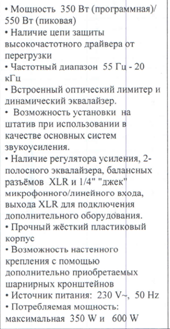 • Мощность 350 Вт (программная)/
550 Вт (пиковая)
• Наличие цепи защиты
высокочастотного драйвера от
перегрузки
• Частотный диапазон 55 Гц - 20
кГц
• Встроенный оптический лимитер и
динамический эквалайзер.
• Возможность установки на
штатив при использовании в
качестве основных систем
звукоусиления.
• Наличие регулятора усиления, 2-
полосного эквалайзера, балансных
разъёмов XLR и 1/4" "джек"
микрофонного/линейного входа,
выхода XLR для подключения
дополнительного оборудования.
• Прочный жёсткий пластиковый
корпус
• Возможность настенного
крепления с помощью
дополнительно приобретаемых
шарнирных кронштейнов
• Источник питания: 230 V~, 50 Hz
• Потребляемая мощность:
максимальная 350 W и 600 W